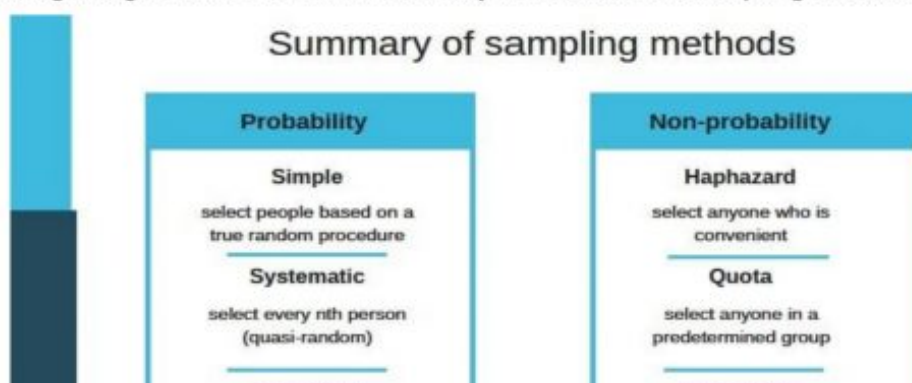 Summary of sampling methods
Probability
Simple
select people based on a
true random procedure
Systematic
select every nth person
(quasi-random)
Non-probability
Haphazard
select anyone who is
convenient
Quota
select anyone in a
predetermined group